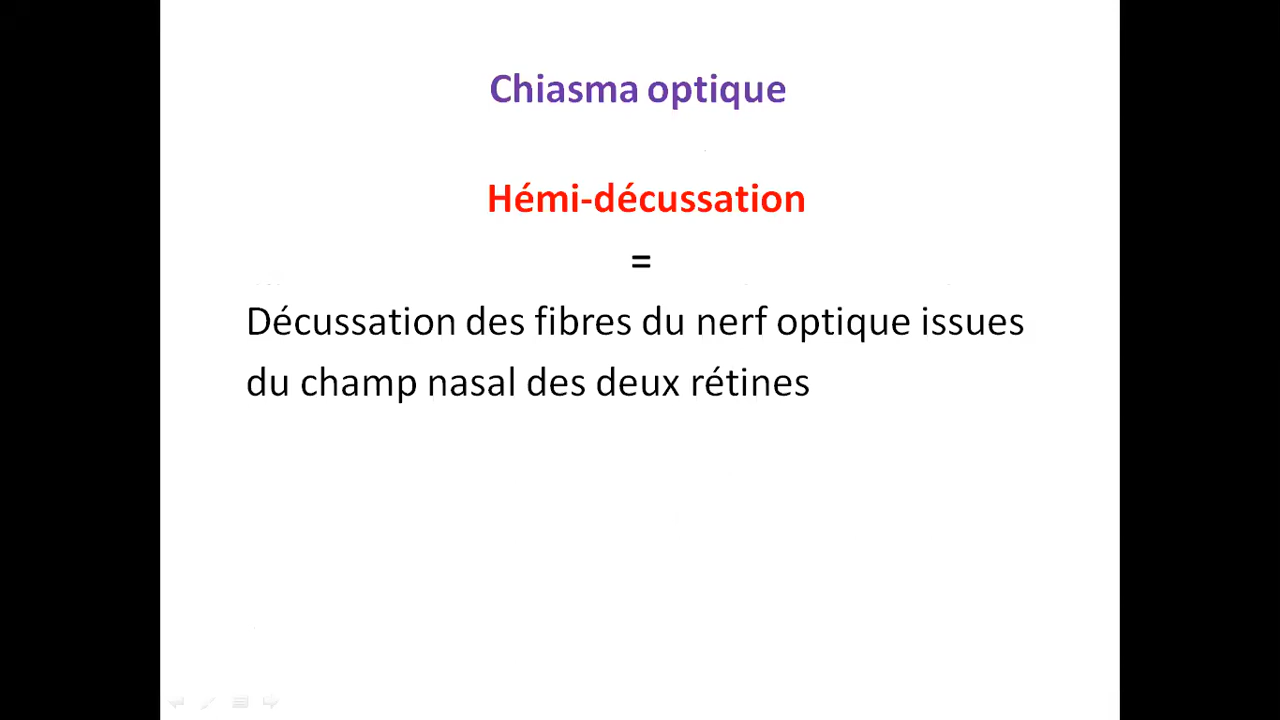 Chiasma optique
Hémi-décussation
=
Décussation des fibres du nerf optique issues
du champ nasal des deux rétines